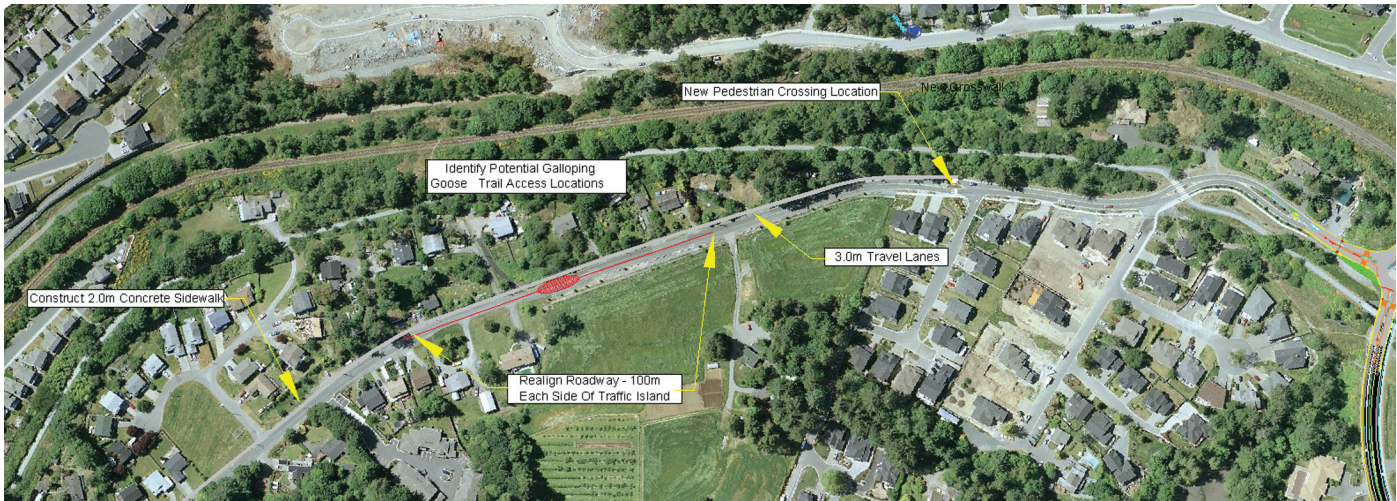 New Pedestrian Crossing Location
New Crosswalk
Identify Potential Galloping
Goose Trail Access Locations
3.0m Travel Lanes
Construct 2.0m Concrete Sidewalk
Realign Roadway - 100m
Each Side Of Traffic Island